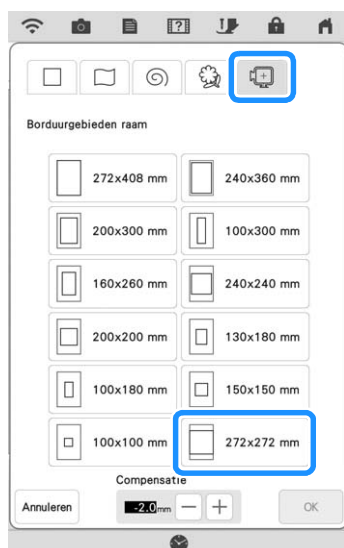 Borduurgebieden raam
272x408 mm 240x360 mm
200x300 mm 100x300 mm
160x260 mm 240x240 mm
200x200 mm 130x180 mm
100x180 mm 150x150 mm
100x100 mm 272x272 mm
Compensatie
Annuleren -2.0mm − + OK